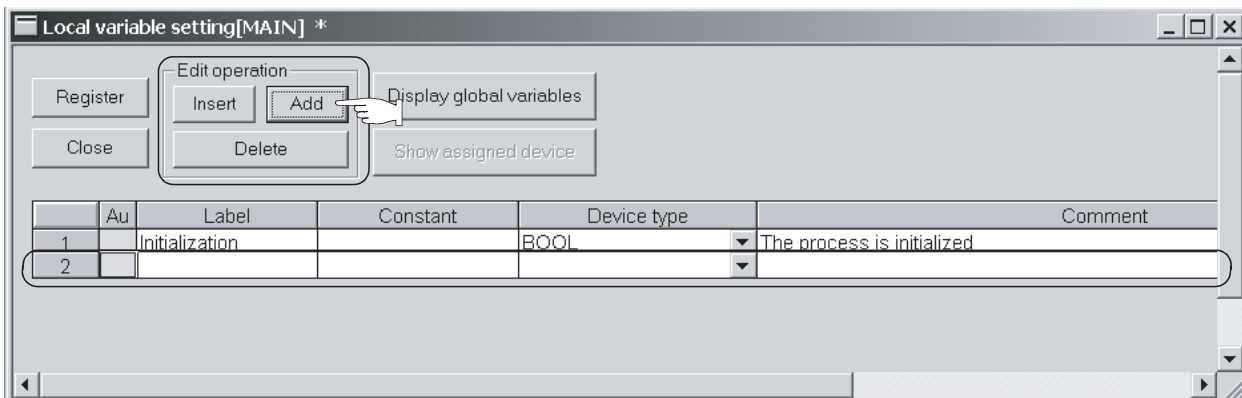 Local variable setting[MAIN] *
Edit operation
Register
Insert
Add
Display global variables
Close
Delete
Show assigned device
Au Label Constant Device type Comment
1 Initialization BOOL The process is initialized
2